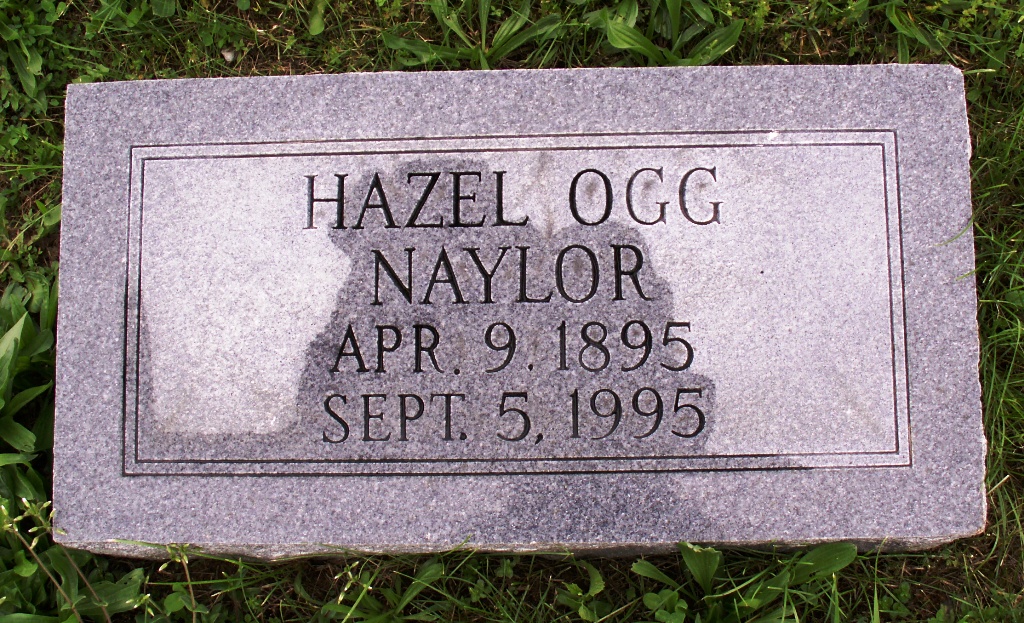 HAZEL OGG
NAYLOR
APR. 9. 1895
SEPT. 5, 1995